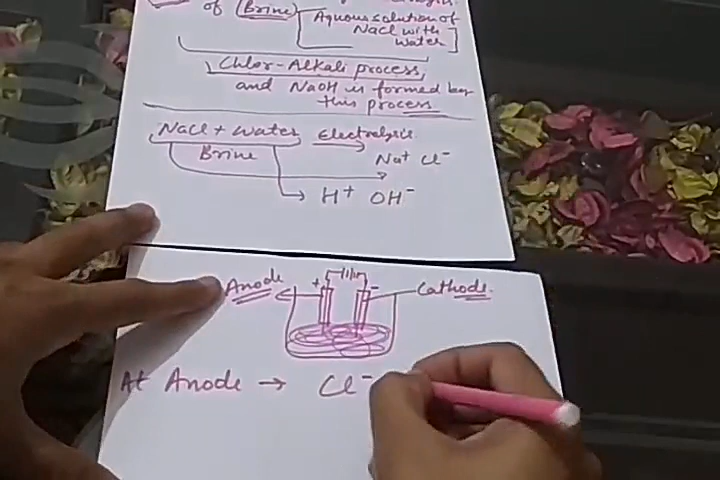 of (Brine) Aqueous solution of
NaCl with
water]
Chlor-Alkali process
and NaOH is formed by
this process
NaCl + water Electrolysis
Brine Na+ Cl-
H+ OH-
Anode + - Cathode
At Anode → Cl-